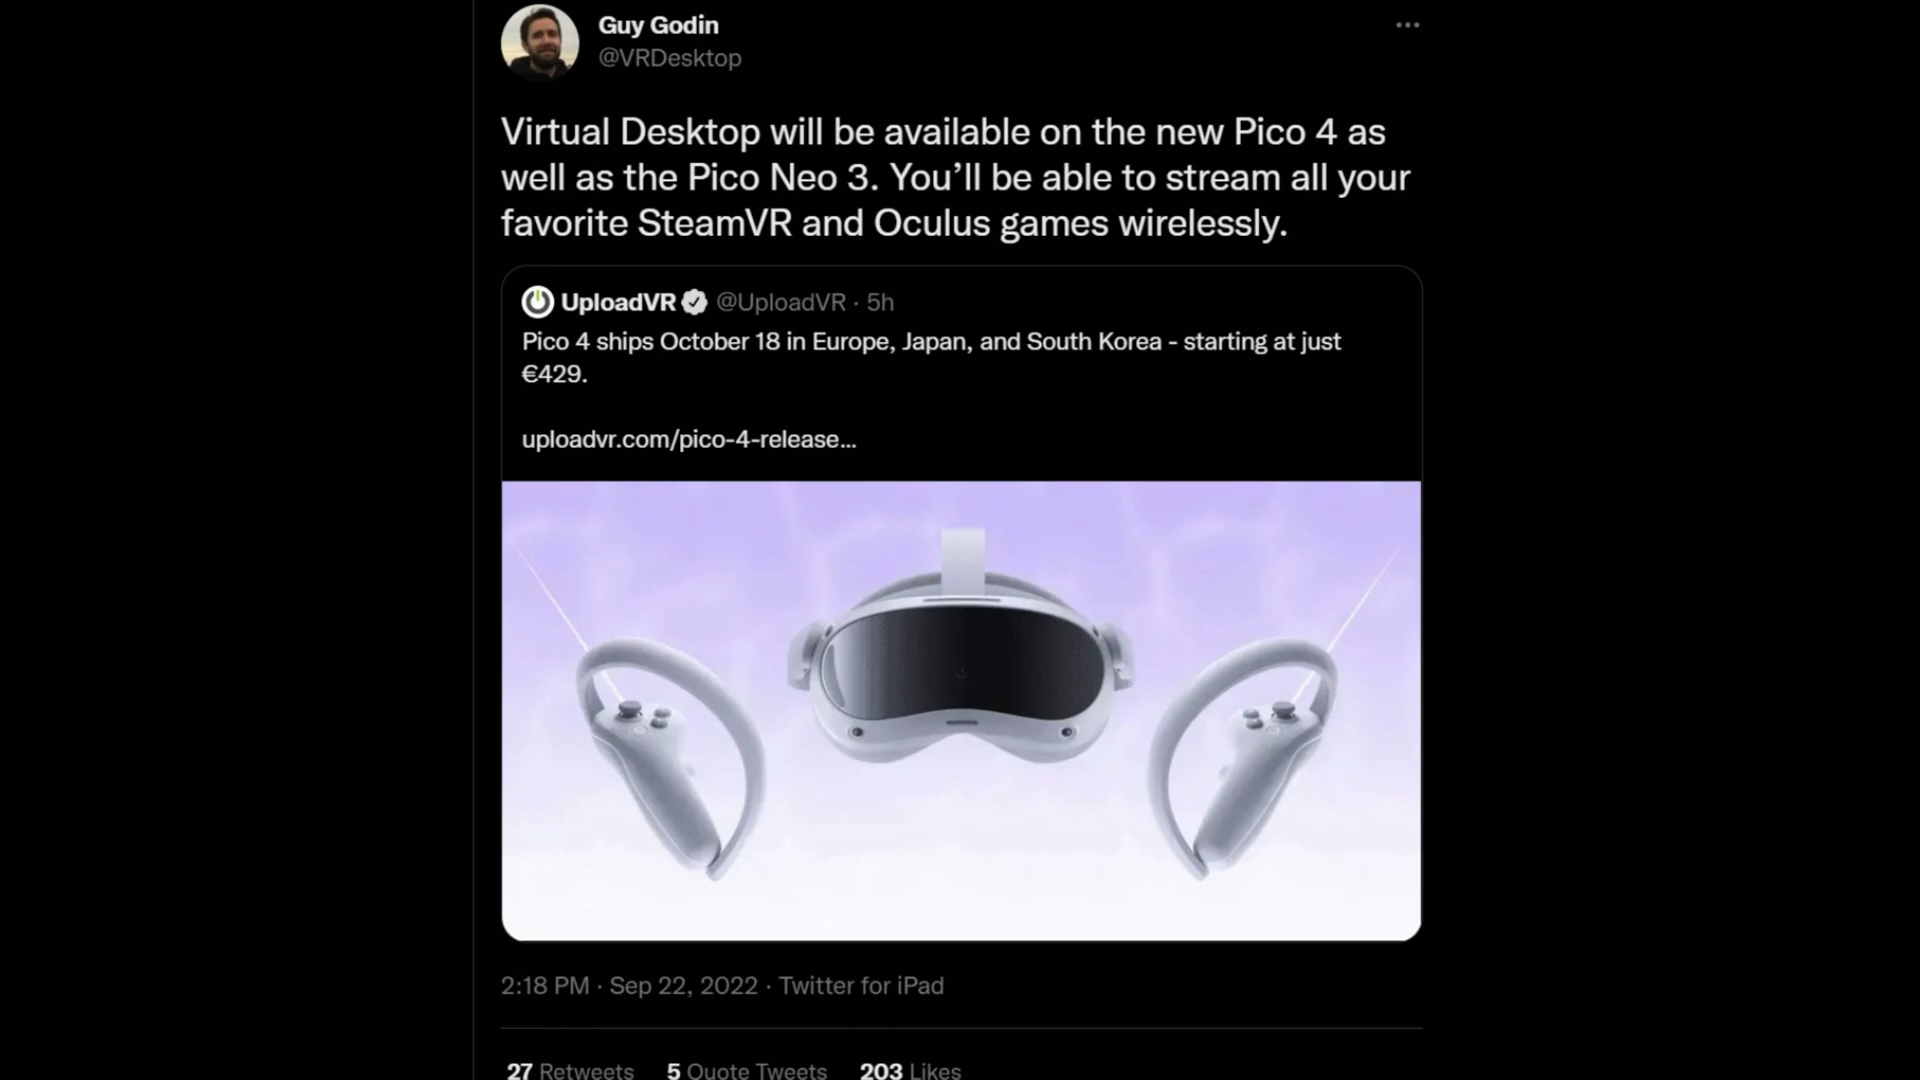 Guy Godin
@VRDesktop
Virtual Desktop will be available on the new Pico 4 as
well as the Pico Neo 3. You’ll be able to stream all your
favorite SteamVR and Oculus games wirelessly.
UploadVR @UploadVR · 5h
Pico 4 ships October 18 in Europe, Japan, and South Korea - starting at just
€429.
uploadvr.com/pico-4-release...
2:18 PM · Sep 22, 2022 · Twitter for iPad
27 Retweets 5 Quote Tweets 203 Likes